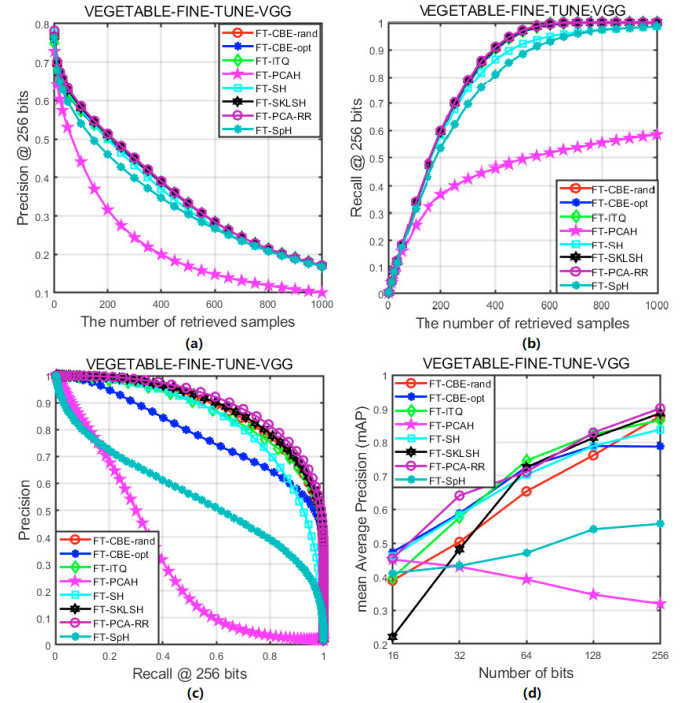 VEGETABLE-FINE-TUNE-VGG
0.8
0.7
0.6
0.5
0.4
0.3
0.2
0.1
Precision @ 256 bits
FT-CBE-rand
FT-CBE-opt
FT-ITQ
FT-PCAH
FT-SH
FT-SKLSH
FT-PCA-RR
FT-SpH
0 200 400 600 800 1000
The number of retrieved samples
(a)
VEGETABLE-FINE-TUNE-VGG
1
0.9
0.8
0.7
0.6
0.5
0.4
0.3
0.2
0.1
0
Recall @ 256 bits
FT-CBE-rand
FT-CBE-opt
FT-ITQ
FT-PCAH
FT-SH
FT-SKLSH
FT-PCA-RR
FT-SpH
0 200 400 600 800 1000
The number of retrieved samples
(b)
VEGETABLE-FINE-TUNE-VGG
1
0.8
0.6
0.4
0.2
0
Precision
FT-CBE-rand
FT-CBE-opt
FT-ITQ
FT-PCAH
FT-SH
FT-SKLSH
FT-PCA-RR
FT-SpH
0 0.2 0.4 0.6 0.8 1
Recall @ 256 bits
(c)
VEGETABLE-FINE-TUNE-VGG
1
0.9
0.8
0.7
0.6
0.5
0.4
0.3
0.2
mean Average Precision (mAP)
FT-CBE-rand
FT-CBE-opt
FT-ITQ
FT-PCAH
FT-SH
FT-SKLSH
FT-PCA-RR
FT-SpH
16 32 64 128 256
Number of bits
(d)